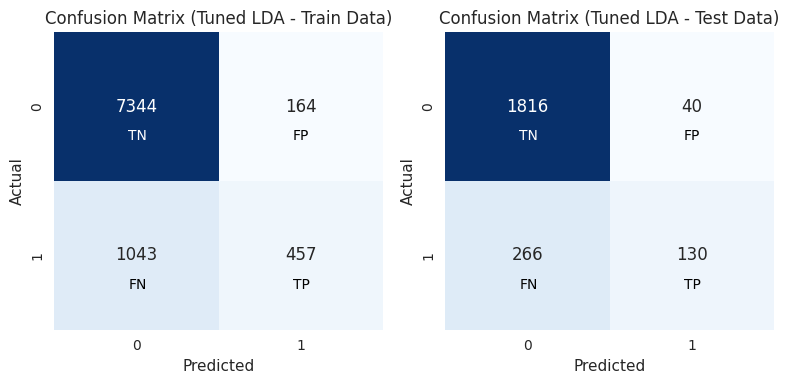 Confusion Matrix (Tuned LDA - Train Data)
Actual
0
1
7344
TN
164
FP
1043
FN
457
TP
0
1
Predicted
Confusion Matrix (Tuned LDA - Test Data)
Actual
0
1
1816
TN
40
FP
266
FN
130
TP
0
1
Predicted